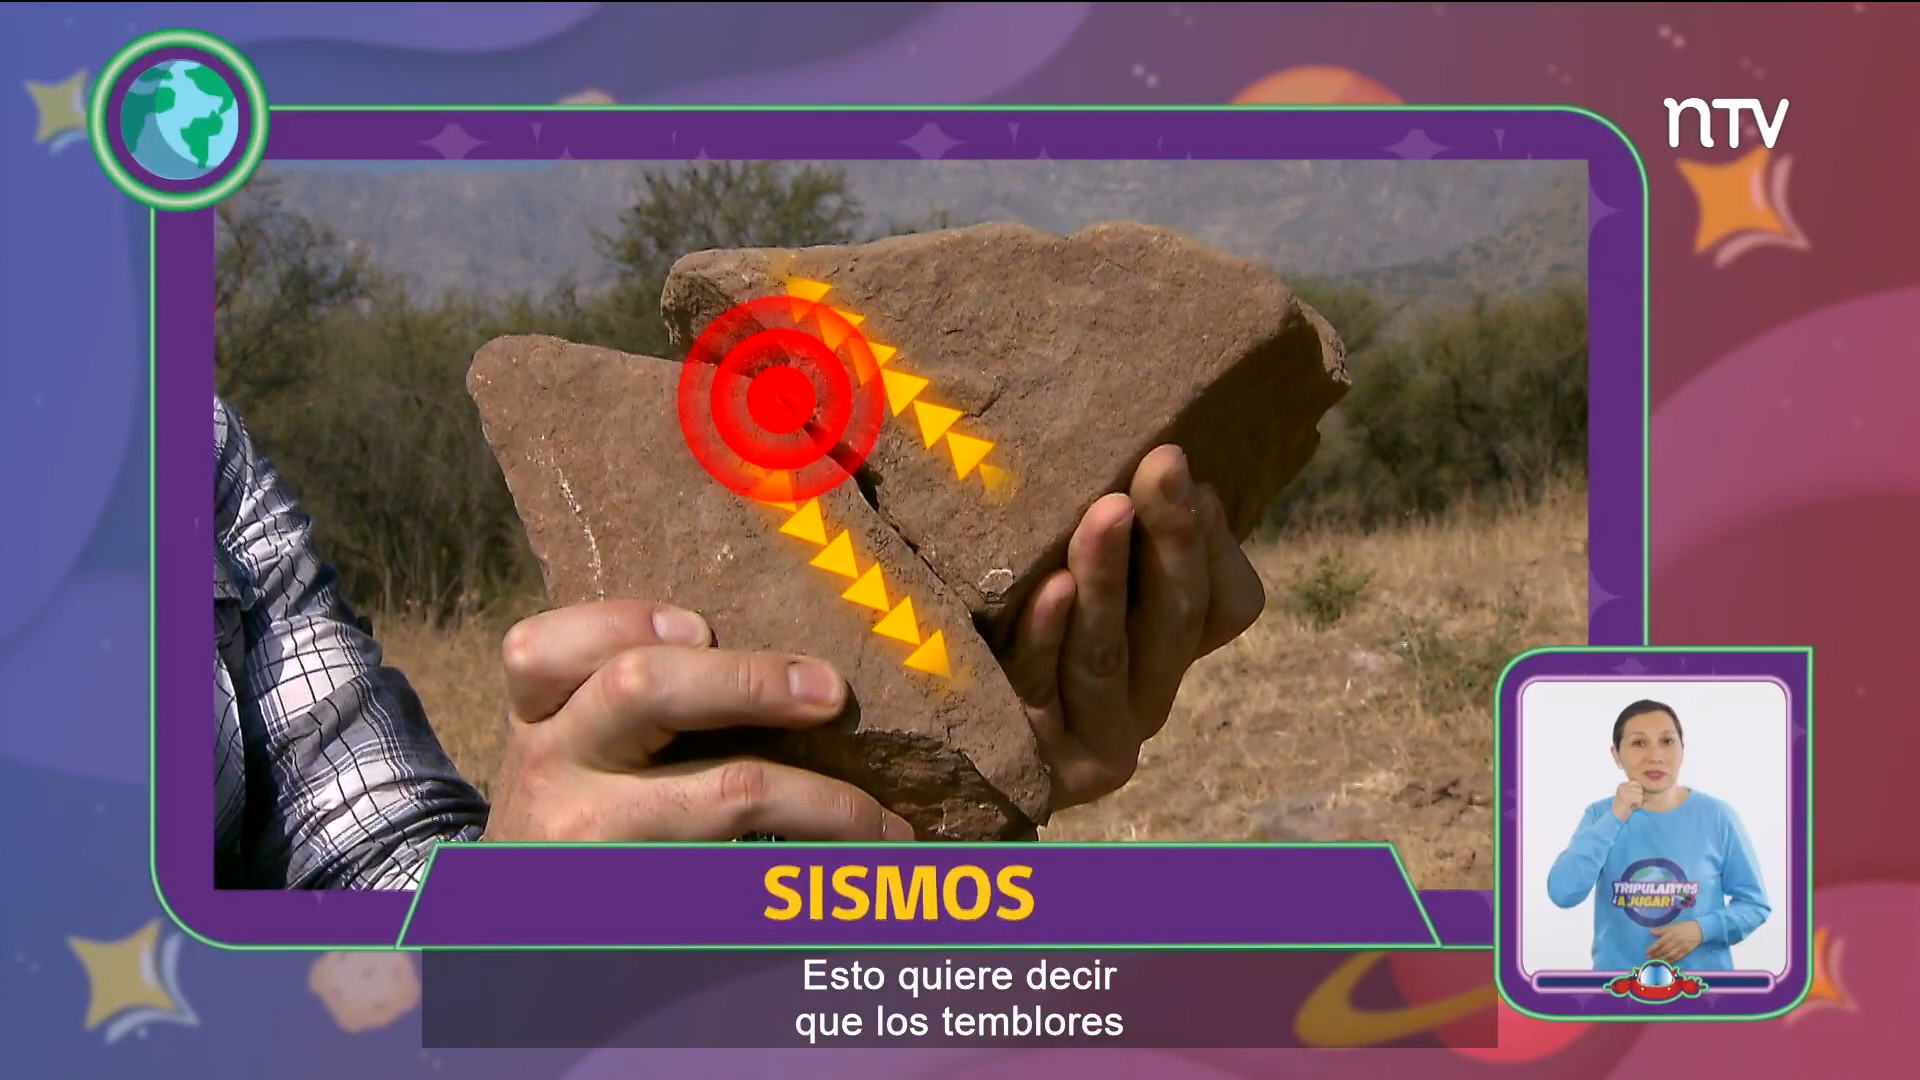 nTV
SISMOS
TRIPULANTES
¡A JUGAR!
Esto quiere decir
que los temblores